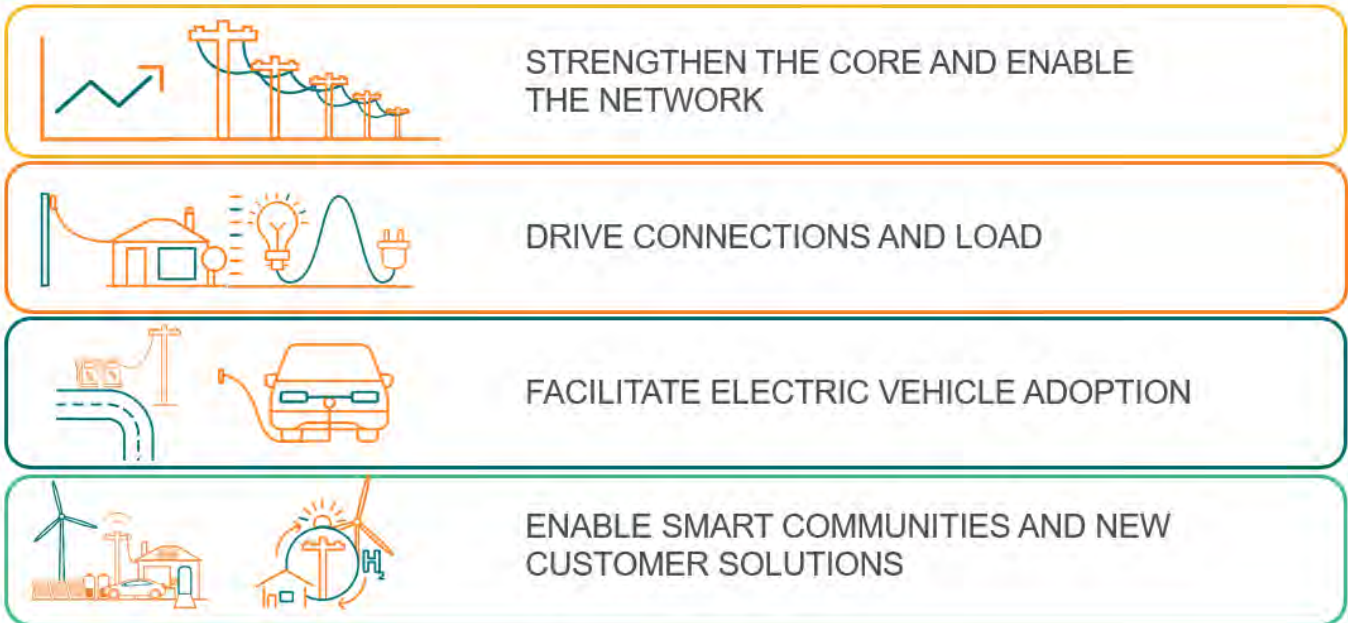 STRENGTHEN THE CORE AND ENABLE
THE NETWORK
DRIVE CONNECTIONS AND LOAD
FACILITATE ELECTRIC VEHICLE ADOPTION
H2
ENABLE SMART COMMUNITIES AND NEW
CUSTOMER SOLUTIONS